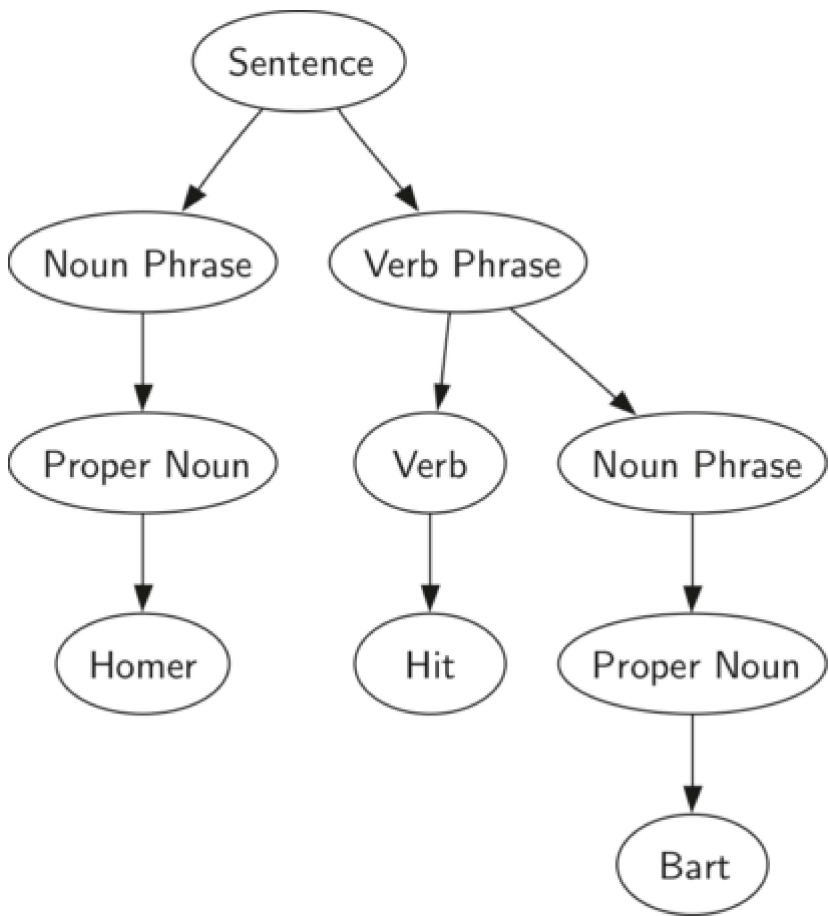 Sentence
Noun Phrase
Verb Phrase
Proper Noun
Verb
Noun Phrase
Homer
Hit
Proper Noun
Bart